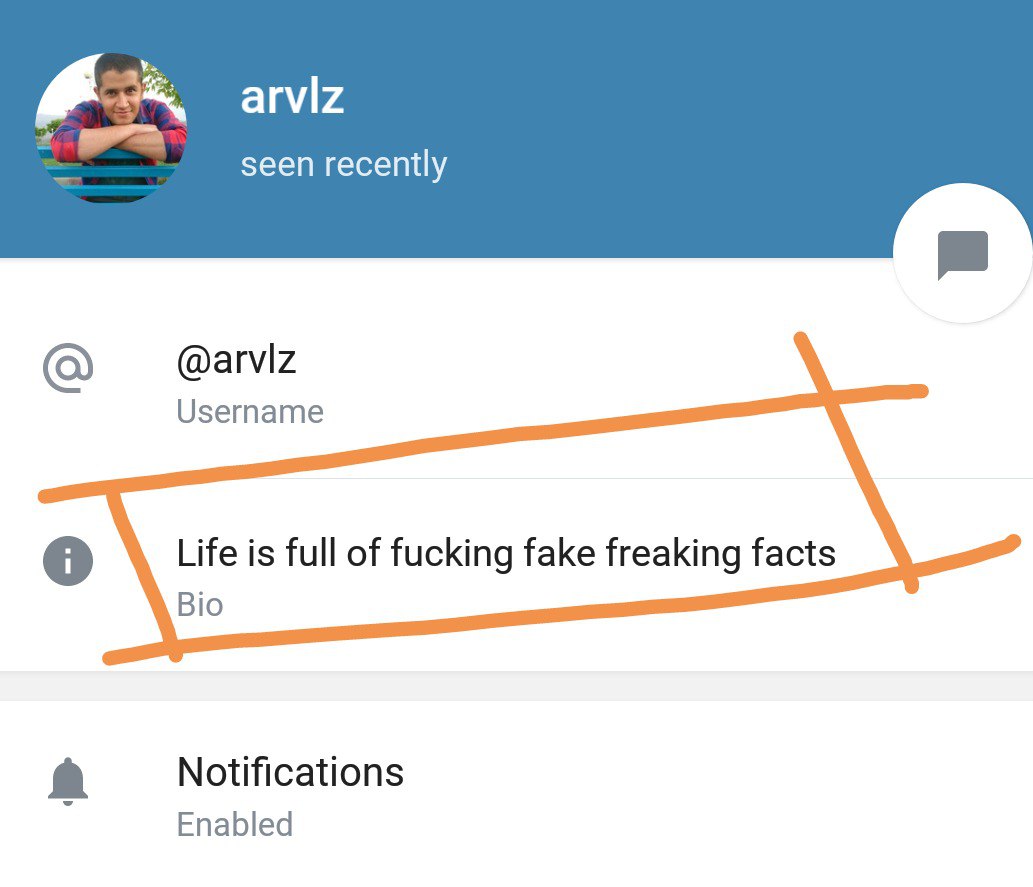 arvlz
seen recently
@arvlz
Username
Life is full of fucking fake freaking facts
Bio
Notifications
Enabled